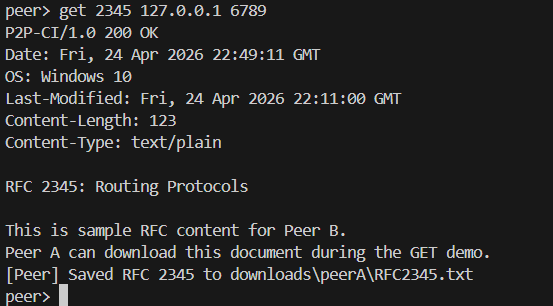 peer> get 2345 127.0.0.1 6789
P2P-CI/1.0 200 OK
Date: Fri, 24 Apr 2026 22:49:11 GMT
OS: Windows 10
Last-Modified: Fri, 24 Apr 2026 22:11:00 GMT
Content-Length: 123
Content-Type: text/plain

RFC 2345: Routing Protocols

This is sample RFC content for Peer B.
Peer A can download this document during the GET demo.
[Peer] Saved RFC 2345 to downloads\peerA\RFC2345.txt
peer>